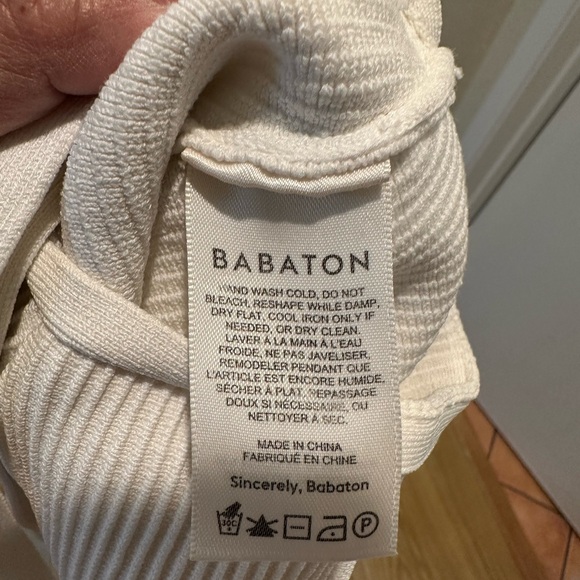 BABATON
HAND WASH COLD, DO NOT
BLEACH, RESHAPE WHILE DAMP,
DRY FLAT, COOL IRON ONLY IF
NEEDED, OR DRY CLEAN.
LAVER À LA MAIN À L'EAU
FROIDE, NE PAS JAVELISER,
REMODELER PENDANT QUE
L'ARTICLE EST ENCORE HUMIDE,
SÉCHER À PLAT, REPASSAGE
DOUX SI NÉCESSAIRE, OU
NETTOYER À SEC.
MADE IN CHINA
FABRIQUÉ EN CHINE
Sincerely, Babaton
30C P